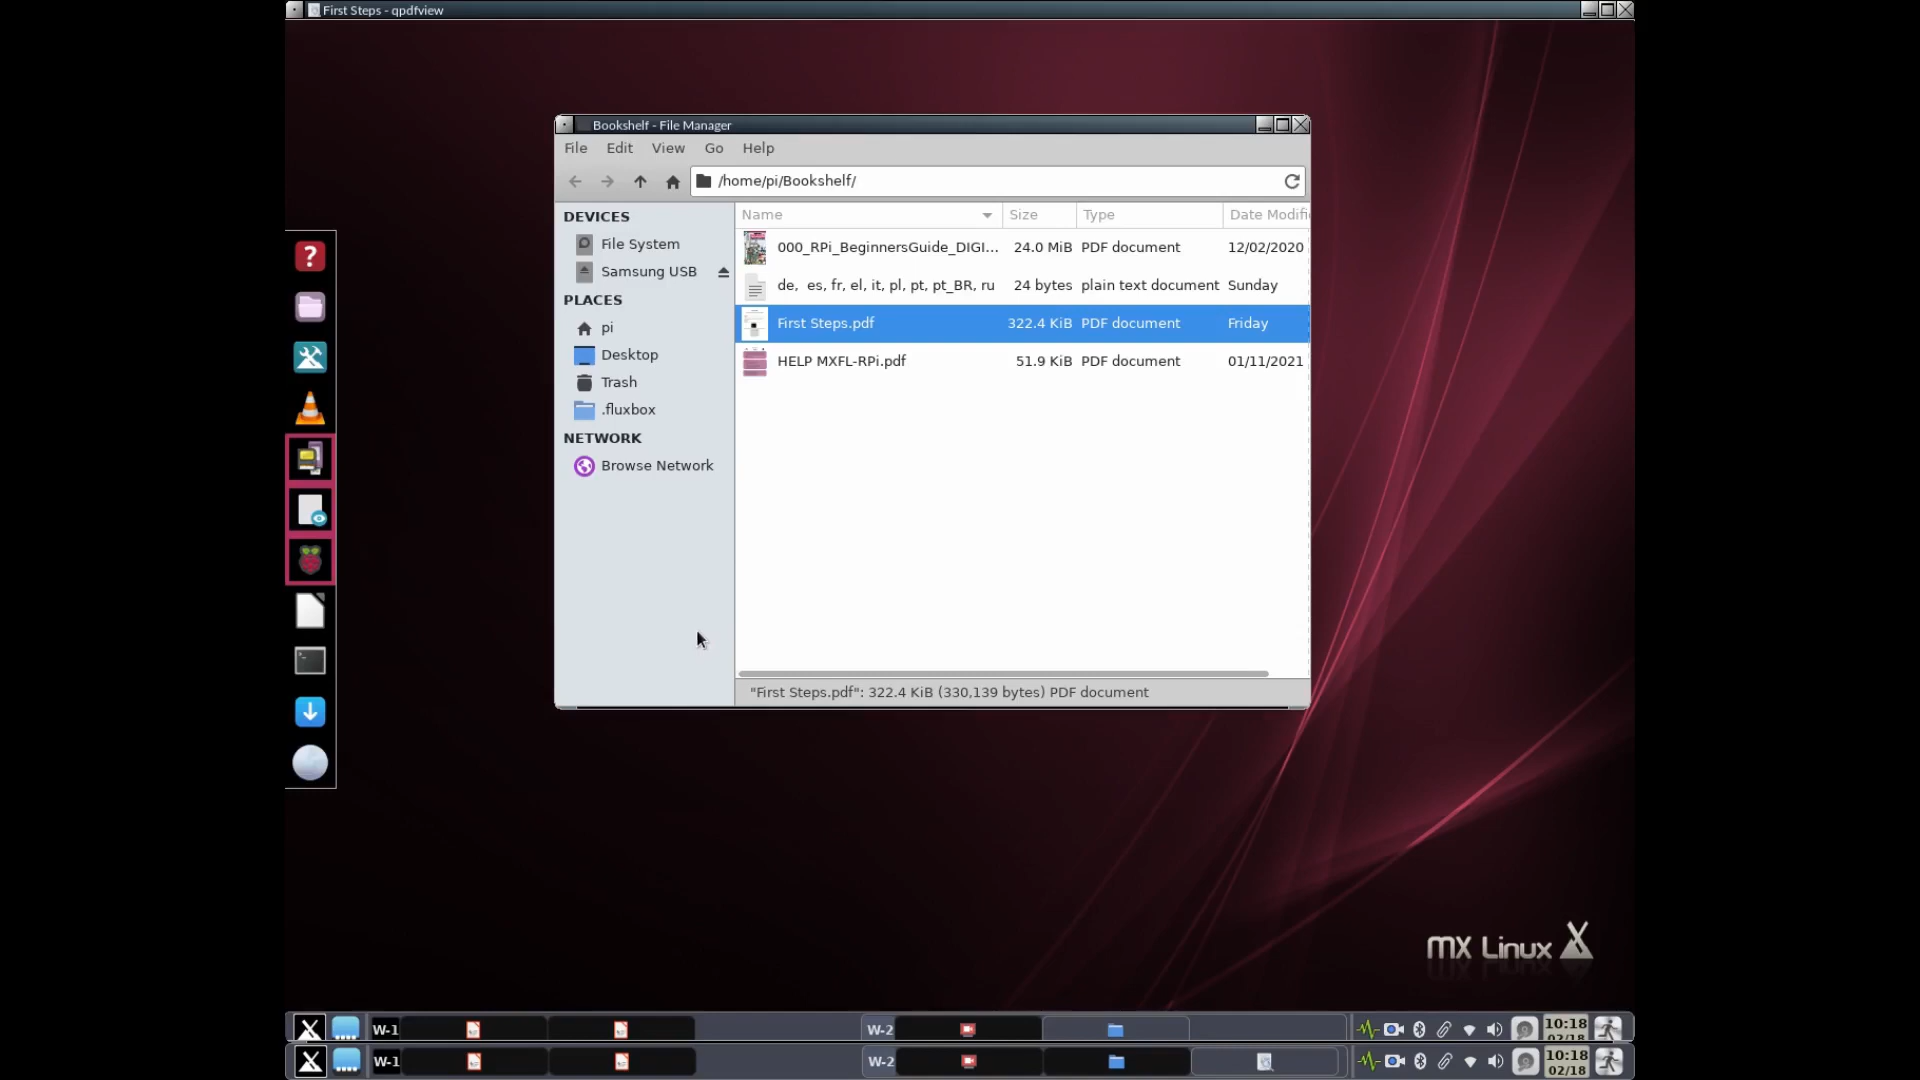 First Steps - qpdfview
Bookshelf - File Manager
File Edit View Go Help
/home/pi/Bookshelf/
DEVICES
File System
Samsung USB
PLACES
pi
Desktop
Trash
.fluxbox
NETWORK
Browse Network
Name Size Type Date Modifi
000_RPi_BeginnersGuide_DIGI... 24.0 MiB PDF document 12/02/2020
de, es, fr, el, it, pl, pt, pt_BR, ru 24 bytes plain text document Sunday
First Steps.pdf 322.4 KiB PDF document Friday
HELP MXFL-RPi.pdf 51.9 KiB PDF document 01/11/2021
"First Steps.pdf": 322.4 KiB (330,139 bytes) PDF document
?
mx Linux
W-1 W-2 10:18
02/18
W-1 W-2 10:18
02/18